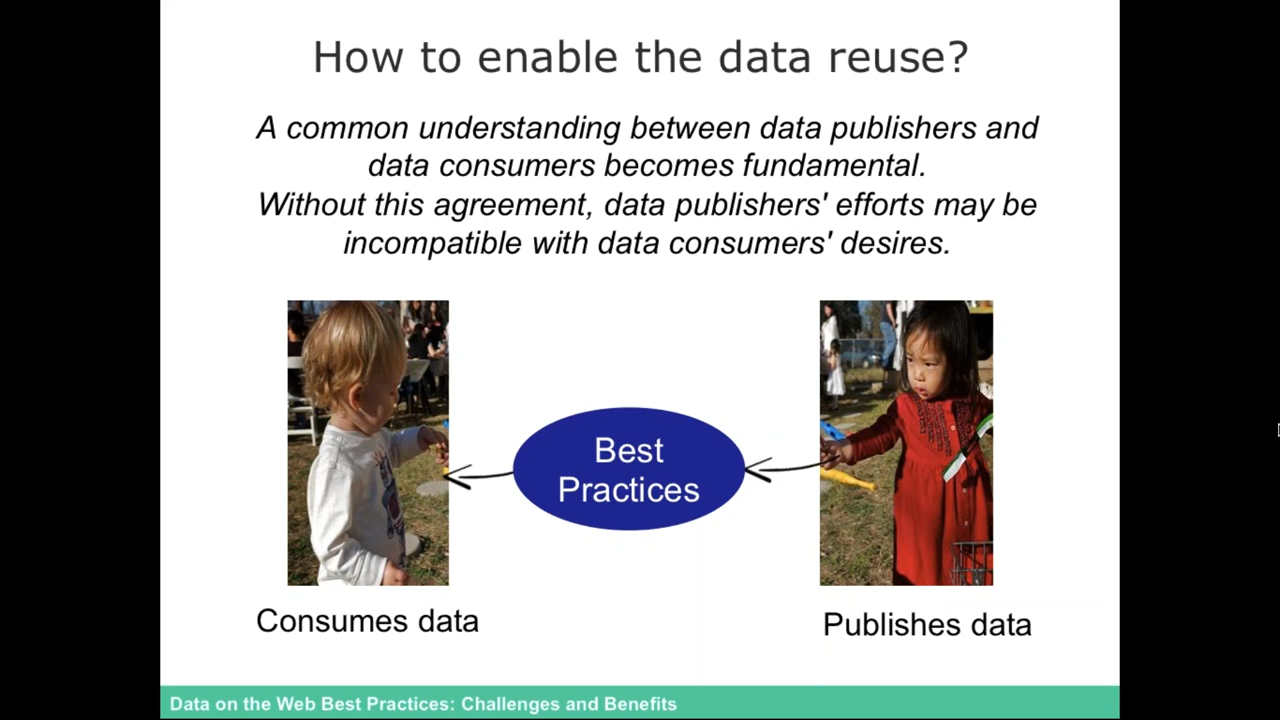 How to enable the data reuse?
A common understanding between data publishers and
data consumers becomes fundamental.
Without this agreement, data publishers' efforts may be
incompatible with data consumers' desires.
Best
Practices
Consumes data
Publishes data
Data on the Web Best Practices: Challenges and Benefits